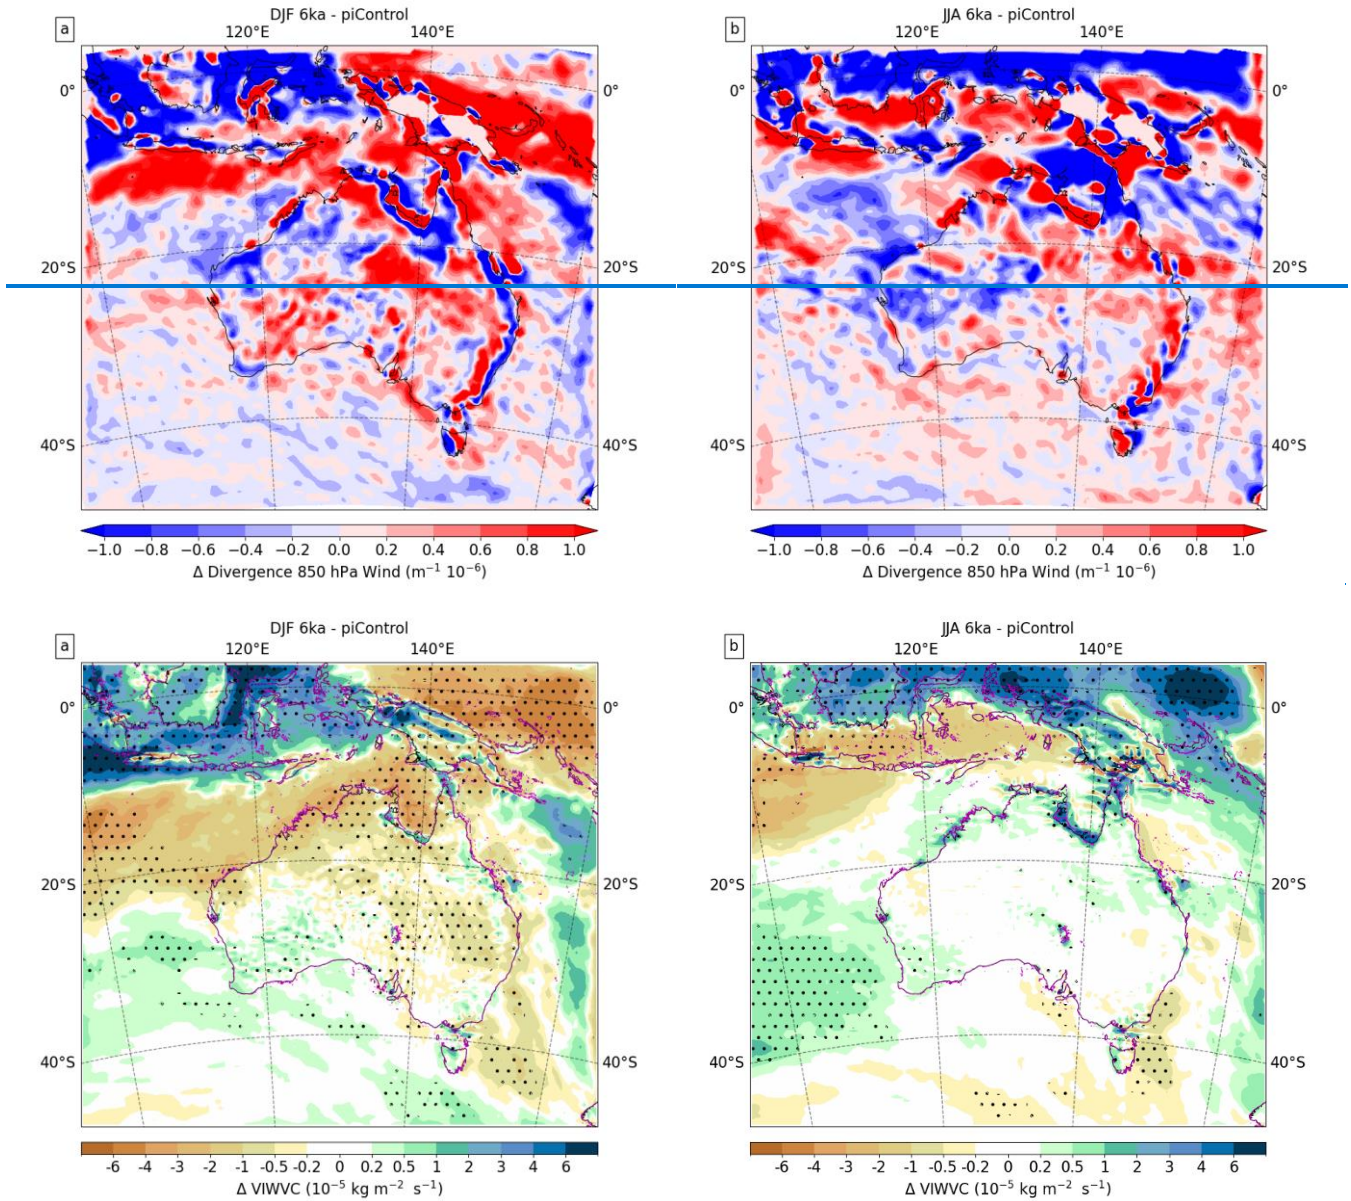 a DJF 6ka - piControl
120°E 140°E
0° 0°
20°S 20°S
40°S 40°S
−1.0 −0.8 −0.6 −0.4 −0.2 0.0 0.2 0.4 0.6 0.8 1.0
Δ Divergence 850 hPa Wind (m⁻¹ 10⁻⁶)
b JJA 6ka - piControl
120°E 140°E
0° 0°
20°S 20°S
40°S 40°S
−1.0 −0.8 −0.6 −0.4 −0.2 0.0 0.2 0.4 0.6 0.8 1.0
Δ Divergence 850 hPa Wind (m⁻¹ 10⁻⁶)
a DJF 6ka - piControl
120°E 140°E
0° 0°
20°S 20°S
40°S 40°S
-6 -4 -3 -2 -1 -0.5 -0.2 0 0.2 0.5 1 2 3 4 6
Δ VIWVC (10⁻⁵ kg m⁻² s⁻¹)
b JJA 6ka - piControl
120°E 140°E
0° 0°
20°S 20°S
40°S 40°S
-6 -4 -3 -2 -1 -0.5 -0.2 0 0.2 0.5 1 2 3 4 6
Δ VIWVC (10⁻⁵ kg m⁻² s⁻¹)